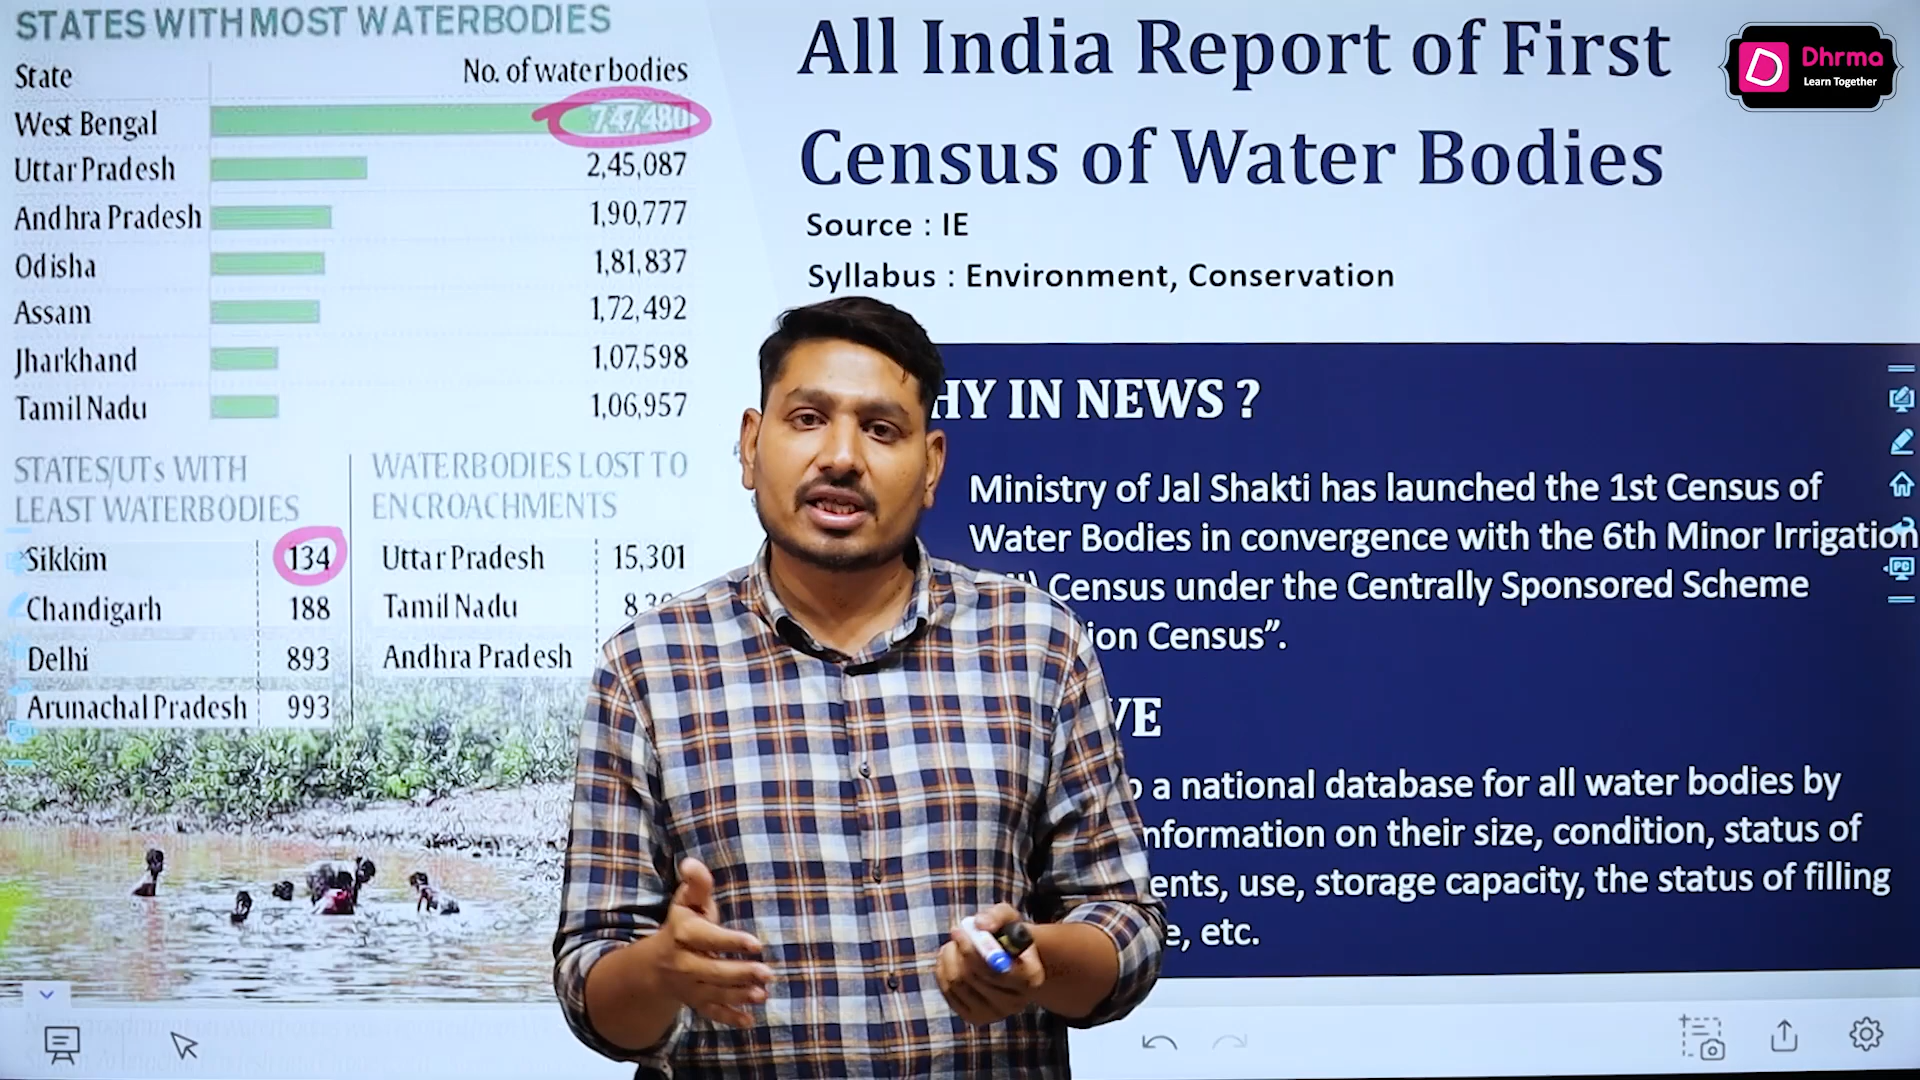 STATES WITH MOST WATERBODIES
State No. of waterbodies
West Bengal 7,47,480
Uttar Pradesh 2,45,087
Andhra Pradesh 1,90,777
Odisha 1,81,837
Assam 1,72,492
Jharkhand 1,07,598
Tamil Nadu 1,06,957
STATES/UTs WITH
LEAST WATERBODIES
Sikkim 134
Chandigarh 188
Delhi 893
Arunachal Pradesh 993
WATERBODIES LOST TO
ENCROACHMENTS
Uttar Pradesh 15,301
Tamil Nadu
Andhra Pradesh
All India Report of First
Census of Water Bodies
Source : IE
Syllabus : Environment, Conservation
HY IN NEWS ?
Ministry of Jal Shakti has launched the 1st Census of
Water Bodies in convergence with the 6th Minor Irrigation
Census under the Centrally Sponsored Scheme
ion Census”.
VE
a national database for all water bodies by
nformation on their size, condition, status of
ents, use, storage capacity, the status of filling
e, etc.
Dhrma
Learn Together
PC